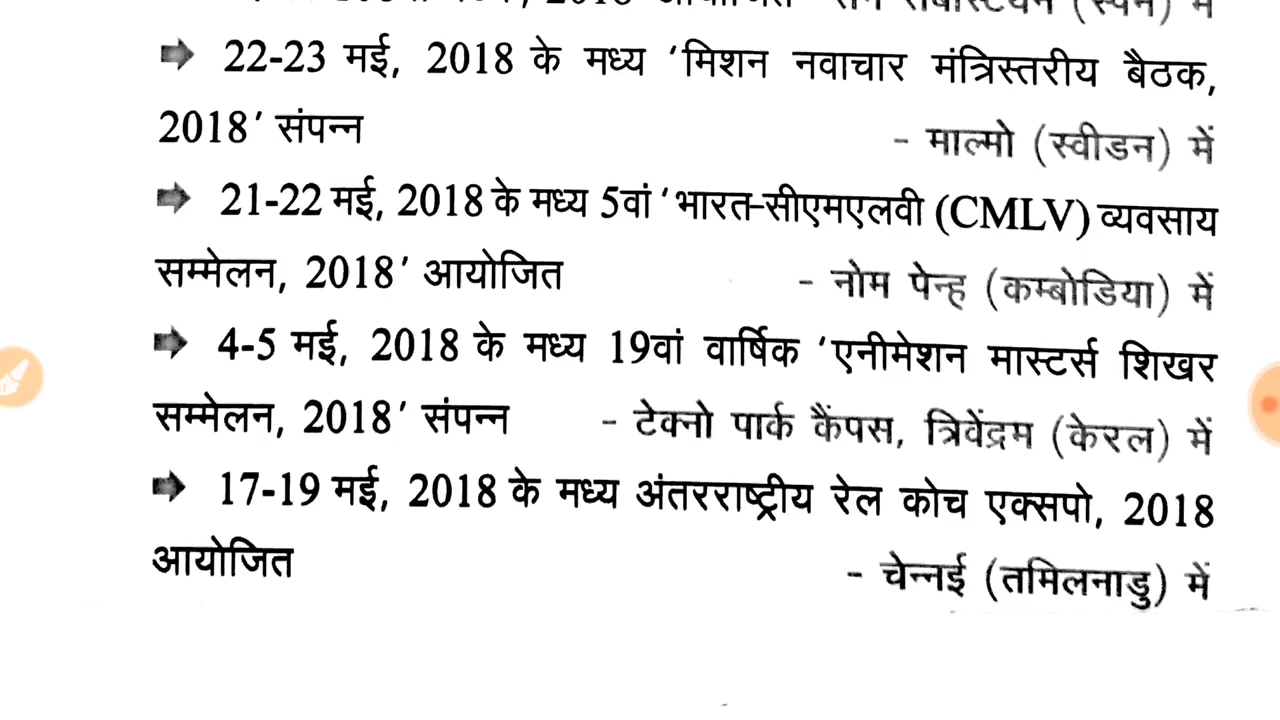 ➡ 22-23 मई, 2018 के मध्य ‘मिशन नवाचार मंत्रिस्तरीय बैठक,
2018’ संपन्न - माल्मो (स्वीडन) में
➡ 21-22 मई, 2018 के मध्य 5वां ‘भारत-सीएमएलवी (CMLV) व्यवसाय
सम्मेलन, 2018’ आयोजित - नोम पेन्ह (कम्बोडिया) में
➡ 4-5 मई, 2018 के मध्य 19वां वार्षिक ‘एनीमेशन मास्टर्स शिखर
सम्मेलन, 2018’ संपन्न - टेक्नो पार्क कैंपस, त्रिवेंद्रम (केरल) में
➡ 17-19 मई, 2018 के मध्य अंतरराष्ट्रीय रेल कोच एक्सपो, 2018
आयोजित - चेन्नई (तमिलनाडु) में